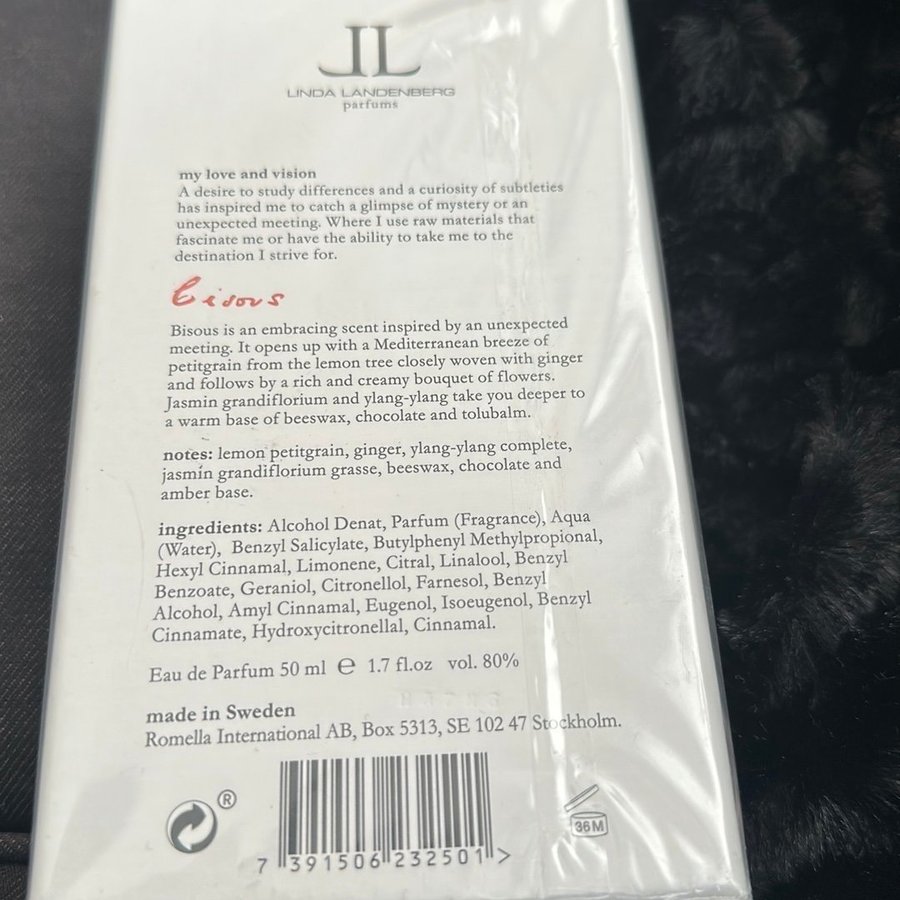 LL
LINDA LANDENBERG
parfums
my love and vision
A desire to study differences and a curiosity of subtleties
has inspired me to catch a glimpse of mystery or an
unexpected meeting. Where I use raw materials that
fascinate me or have the ability to take me to the
destination I strive for.
Bisous
Bisous is an embracing scent inspired by an unexpected
meeting. It opens up with a Mediterranean breeze of
petitgrain from the lemon tree closely woven with ginger
and follows by a rich and creamy bouquet of flowers.
Jasmin grandiflorium and ylang-ylang take you deeper to
a warm base of beeswax, chocolate and tolubalm.
notes: lemon petitgrain, ginger, ylang-ylang complete,
jasmin grandiflorium grasse, beeswax, chocolate and
amber base.
ingredients: Alcohol Denat, Parfum (Fragrance), Aqua
(Water), Benzyl Salicylate, Butylphenyl Methylpropional,
Hexyl Cinnamal, Limonene, Citral, Linalool, Benzyl
Benzoate, Geraniol, Citronellol, Farnesol, Benzyl
Alcohol, Amyl Cinnamal, Eugenol, Isoeugenol, Benzyl
Cinnamate, Hydroxycitronellal, Cinnamal.
Eau de Parfum 50 ml ℮ 1.7 fl.oz vol. 80%
made in Sweden
Romella International AB, Box 5313, SE 102 47 Stockholm.
®
36M
7 391506 232501 >